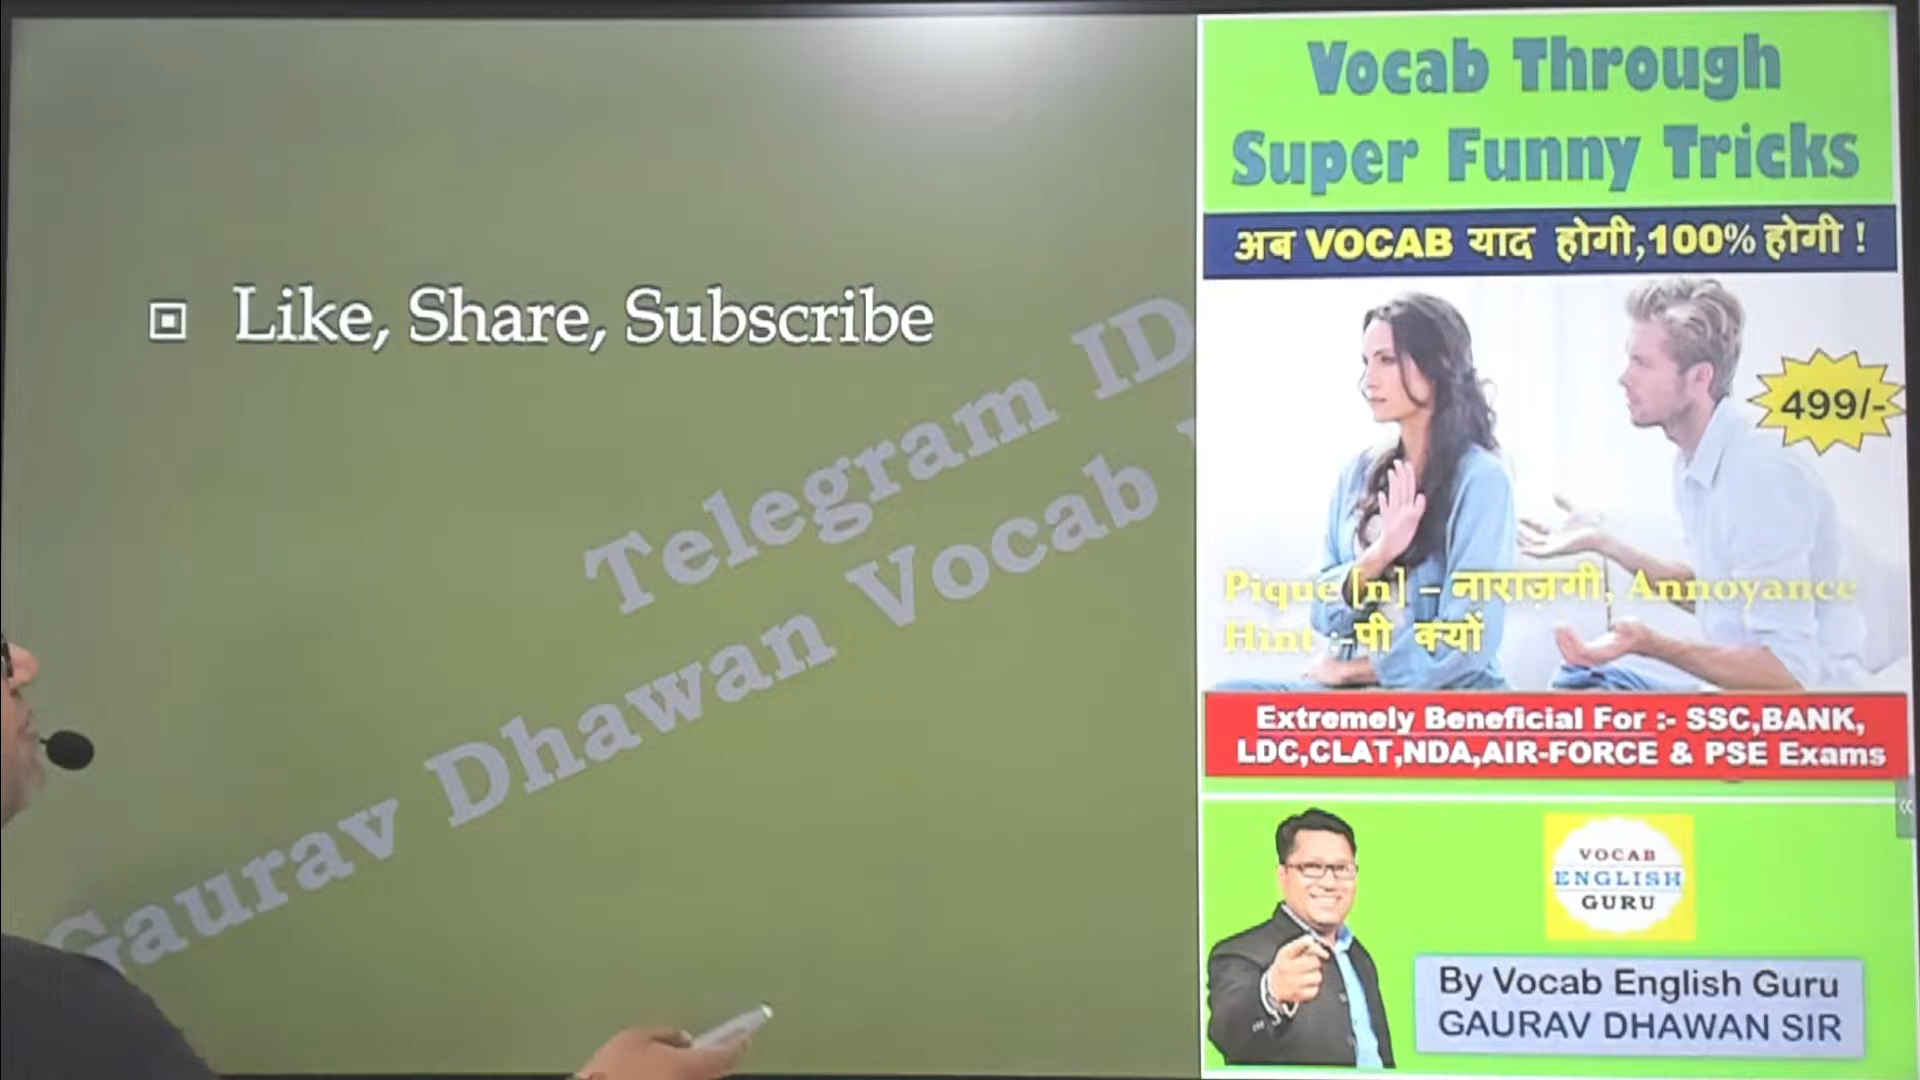 Like, Share, Subscribe
Telegram ID
Gaurav Dhawan Vocab
Vocab Through
Super Funny Tricks
अब VOCAB याद होगी,100% होगी !
499/-
Pique [n] – नाराज़गी, Annoyance
Hint :-पी क्यों
Extremely Beneficial For :- SSC,BANK,
LDC,CLAT,NDA,AIR-FORCE & PSE Exams
VOCAB
ENGLISH
GURU
By Vocab English Guru
GAURAV DHAWAN SIR